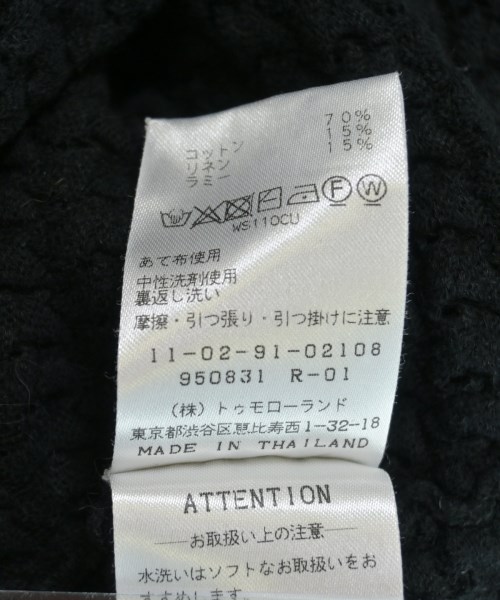 コットン 70%
リネン 15%
ラミー 15%
F W
WS110CU
あて布使用
中性洗剤使用
裏返し洗い
摩擦・引つ張り・引つ掛けに注意
11-02-91-02108
950831 R-01
(株) トゥモローランド
東京都渋谷区恵比寿西1-32-18
MADE IN THAILAND
ATTENTION
お取扱い上の注意
水洗いはソフトなお取扱いをお
すすめします。